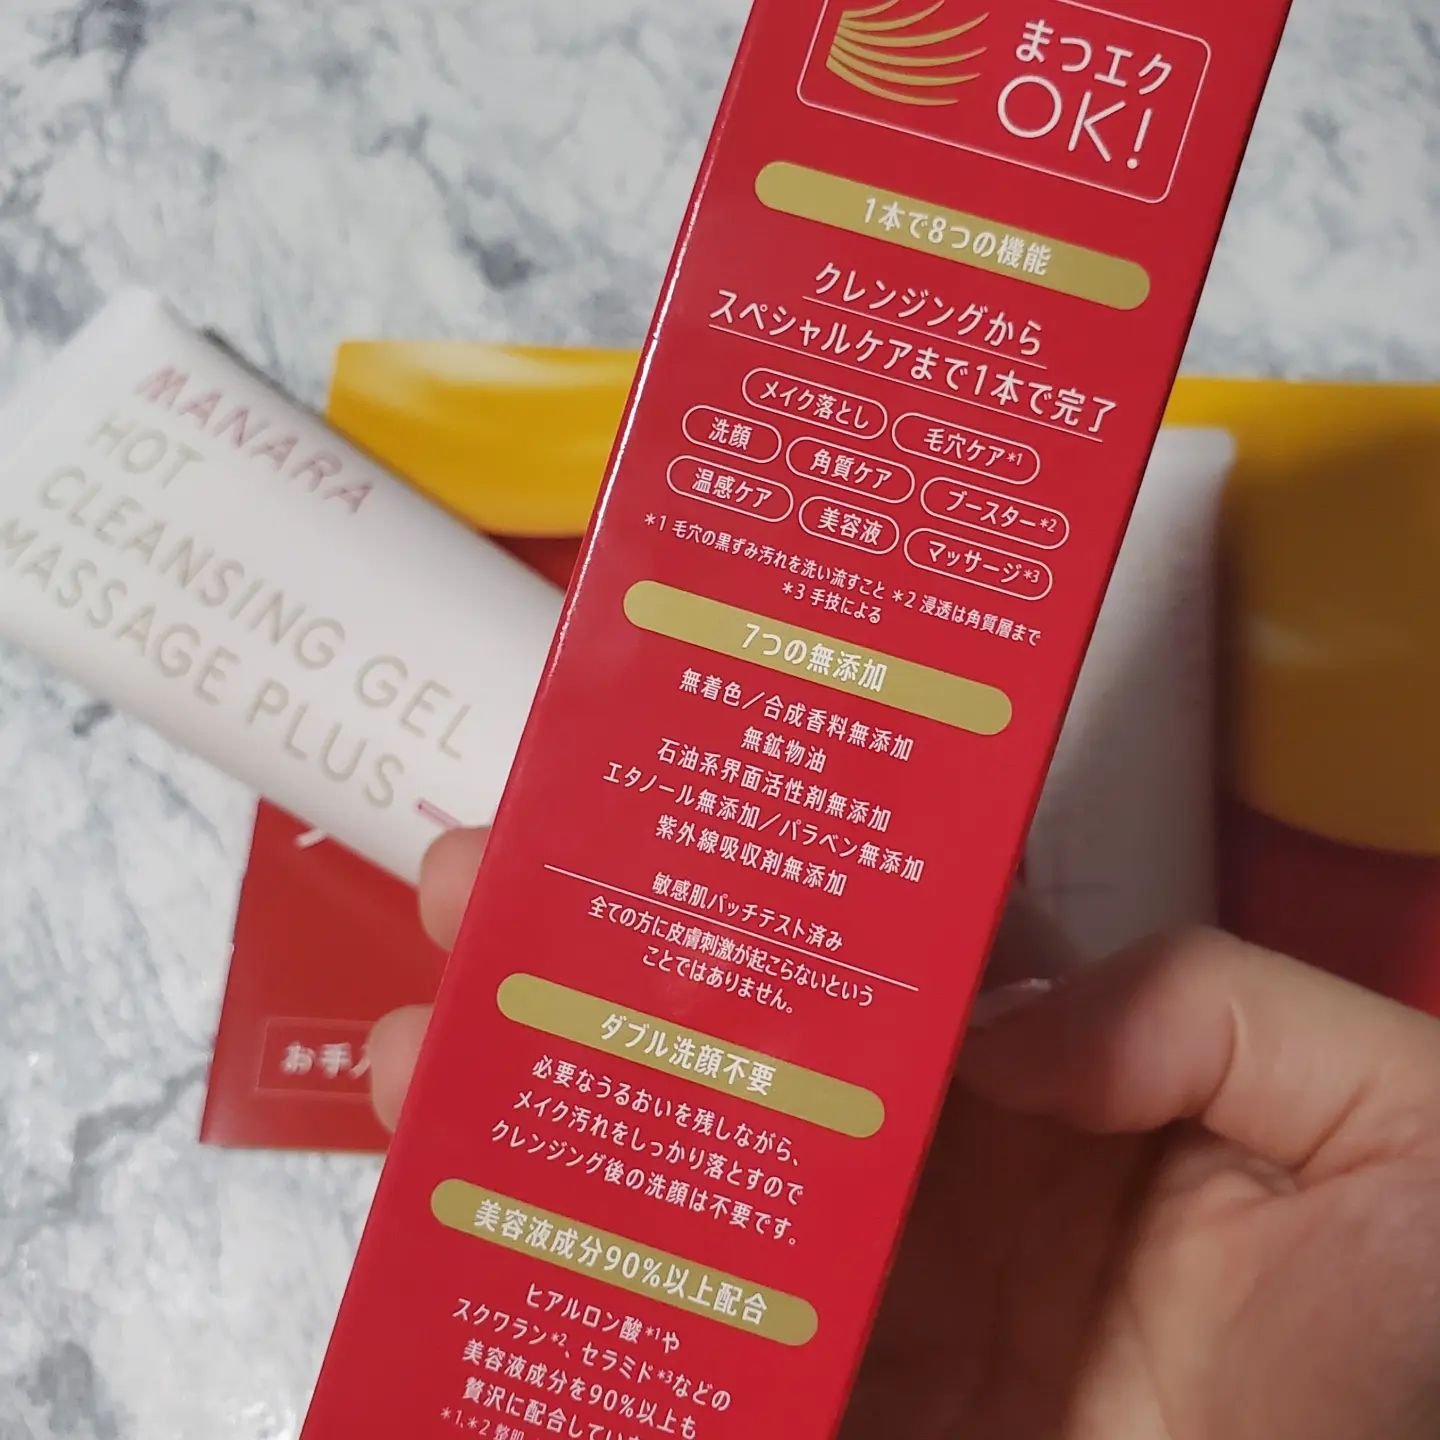 まつエク
OK!
1本で8つの機能
クレンジングから
スペシャルケアまで1本で完了
メイク落とし 毛穴ケア*1
洗顔 角質ケア ブースター*2
温感ケア 美容液 マッサージ*3
*1 毛穴の黒ずみ汚れを洗い流すこと *2 浸透は角質層まで
*3 手技による
7つの無添加
無着色/合成香料無添加
無鉱物油
石油系界面活性剤無添加
エタノール無添加/パラベン無添加
紫外線吸収剤無添加
敏感肌パッチテスト済み
全ての方に皮膚刺激が起こらないという
ことではありません。
ダブル洗顔不要
必要なうるおいを残しながら、
メイク汚れをしっかり落とすので
クレンジング後の洗顔は不要です。
美容液成分90%以上配合
ヒアルロン酸*1や
スクワラン*2、セラミド*3などの
美容液成分を90%以上も
贅沢に配合してい
*1,*2 整肌
MANARA
HOT
CLEANSING GEL
MASSAGE PLUS
お手入